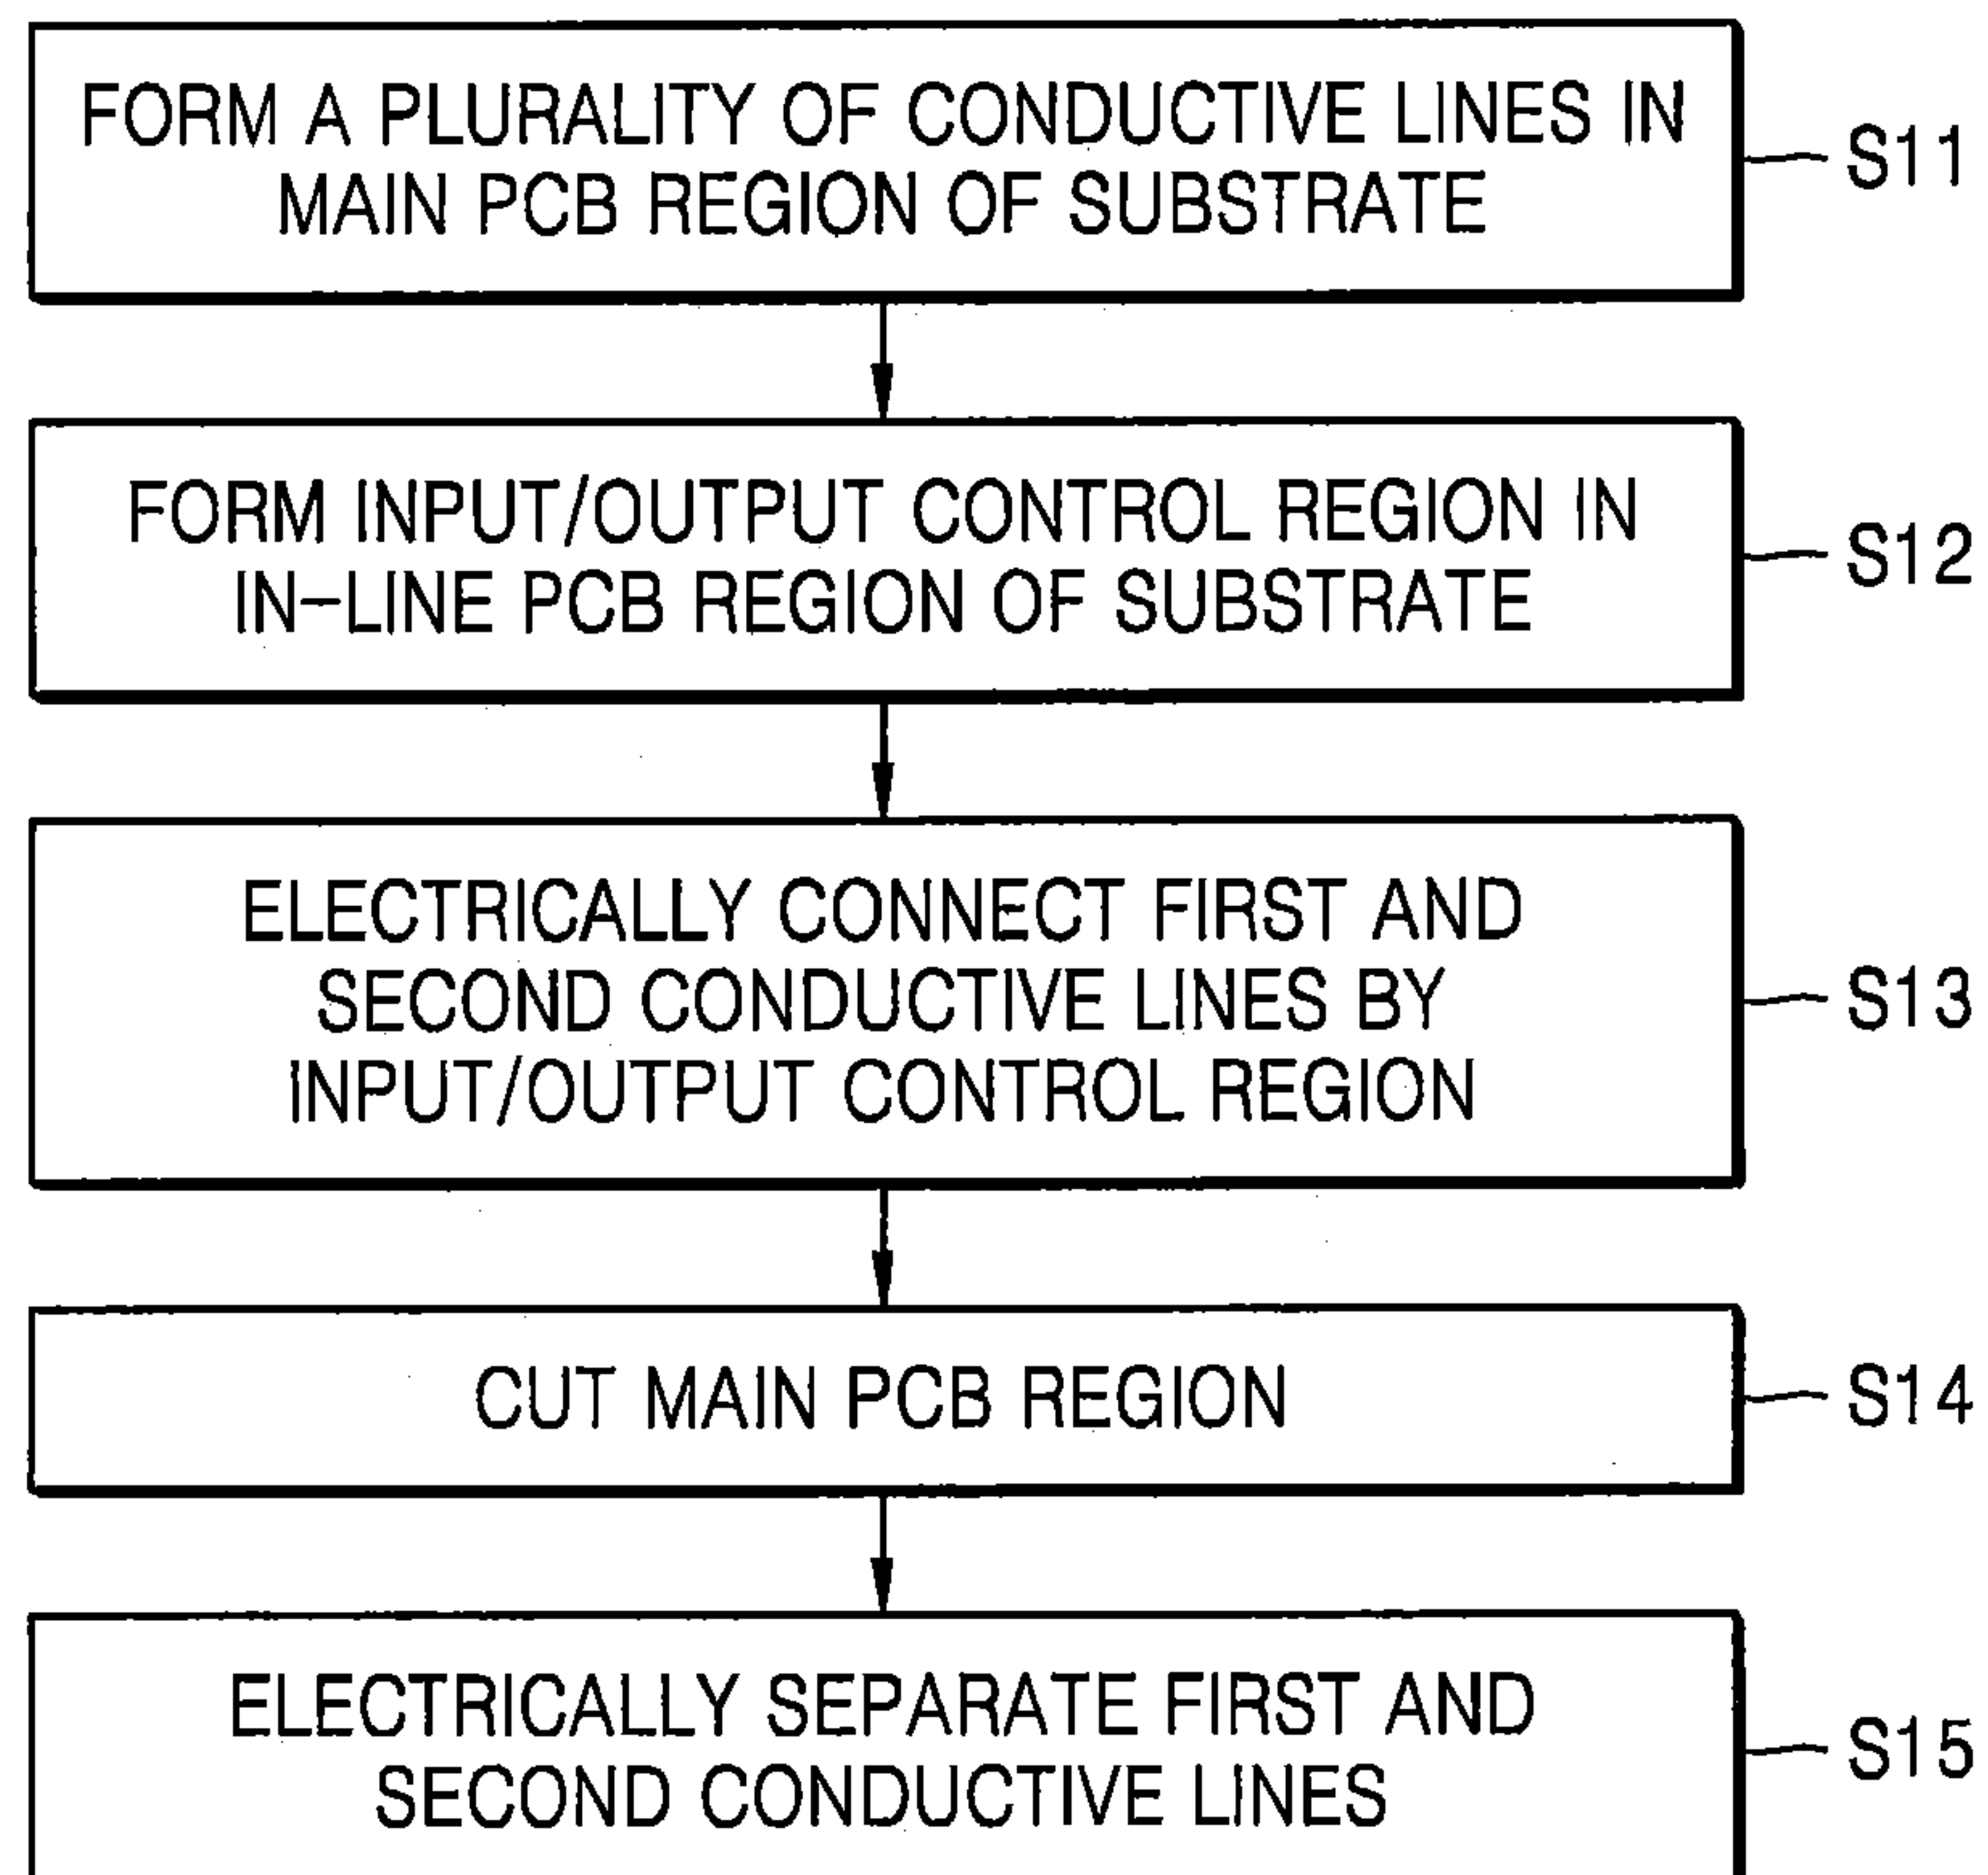 FORM A PLURALITY OF CONDUCTIVE LINES IN
MAIN PCB REGION OF SUBSTRATE
S11
FORM INPUT/OUTPUT CONTROL REGION IN
IN-LINE PCB REGION OF SUBSTRATE
S12
ELECTRICALLY CONNECT FIRST AND
SECOND CONDUCTIVE LINES BY
INPUT/OUTPUT CONTROL REGION
S13
CUT MAIN PCB REGION
S14
ELECTRICALLY SEPARATE FIRST AND
SECOND CONDUCTIVE LINES
S15